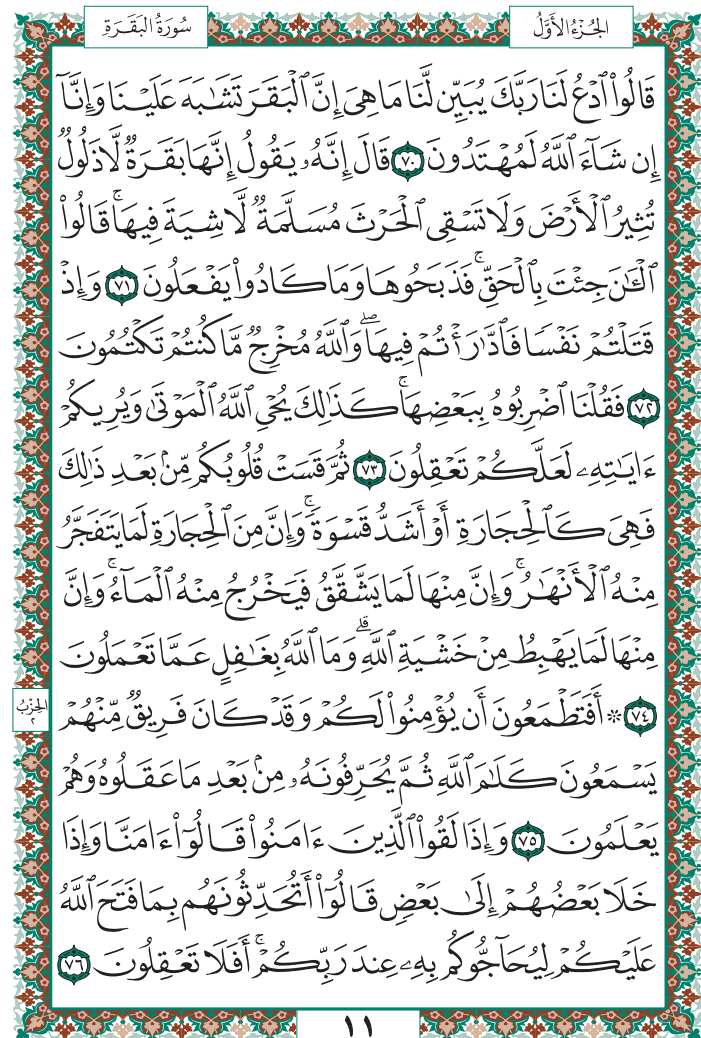 الجُزْءُ الأَوَّلُ
سُورَةُ البَقَرَةِ
قَالُواْ ٱدۡعُ لَنَا رَبَّكَ يُبَيِّن لَّنَا مَا هِيَ إِنَّ ٱلۡبَقَرَ تَشَٰبَهَ عَلَيۡنَا وَإِنَّآ
إِن شَآءَ ٱللَّهُ لَمُهۡتَدُونَ ٧٠ قَالَ إِنَّهُۥ يَقُولُ إِنَّهَا بَقَرَةٞ لَّا ذَلُولٞ
تُثِيرُ ٱلۡأَرۡضَ وَلَا تَسۡقِي ٱلۡحَرۡثَ مُسَلَّمَةٞ لَّا شِيَةَ فِيهَاۚ قَالُواْ
ٱلۡـَٰٔنَ جِئۡتَ بِٱلۡحَقِّۚ فَذَبَحُوهَا وَمَا كَادُواْ يَفۡعَلُونَ ٧١ وَإِذۡ
قَتَلۡتُمۡ نَفۡسٗا فَٱدَّٰرَٰٔتُمۡ فِيهَاۖ وَٱللَّهُ مُخۡرِجٞ مَّا كُنتُمۡ تَكۡتُمُونَ
٧٢ فَقُلۡنَا ٱضۡرِبُوهُ بِبَعۡضِهَاۚ كَذَٰلِكَ يُحۡيِ ٱللَّهُ ٱلۡمَوۡتَىٰ وَيُرِيكُمۡ
ءَايَٰتِهِۦ لَعَلَّكُمۡ تَعۡقِلُونَ ٧٣ ثُمَّ قَسَتۡ قُلُوبُكُم مِّنۢ بَعۡدِ ذَٰلِكَ
فَهِيَ كَٱلۡحِجَارَةِ أَوۡ أَشَدُّ قَسۡوَةٗۚ وَإِنَّ مِنَ ٱلۡحِجَارَةِ لَمَا يَتَفَجَّرُ
مِنۡهُ ٱلۡأَنۡهَٰرُۚ وَإِنَّ مِنۡهَا لَمَا يَشَّقَّقُ فَيَخۡرُجُ مِنۡهُ ٱلۡمَآءُۚ وَإِنَّ
مِنۡهَا لَمَا يَهۡبِطُ مِنۡ خَشۡيَةِ ٱللَّهِۗ وَمَا ٱللَّهُ بِغَٰفِلٍ عَمَّا تَعۡمَلُونَ
٧٤ ۞ أَفَتَطۡمَعُونَ أَن يُؤۡمِنُواْ لَكُمۡ وَقَدۡ كَانَ فَرِيقٞ مِّنۡهُمۡ
الحِزْبُ ٢
يَسۡمَعُونَ كَلَٰمَ ٱللَّهِ ثُمَّ يُحَرِّفُونَهُۥ مِنۢ بَعۡدِ مَا عَقَلُوهُ وَهُمۡ
يَعۡلَمُونَ ٧٥ وَإِذَا لَقُواْ ٱلَّذِينَ ءَامَنُواْ قَالُوٓاْ ءَامَنَّا وَإِذَا
خَلَا بَعۡضُهُمۡ إِلَىٰ بَعۡضٖ قَالُوٓاْ أَتُحَدِّثُونَهُم بِمَا فَتَحَ ٱللَّهُ
عَلَيۡكُمۡ لِيُحَآجُّوكُم بِهِۦ عِندَ رَبِّكُمۡۚ أَفَلَا تَعۡقِلُونَ ٧٦
١١